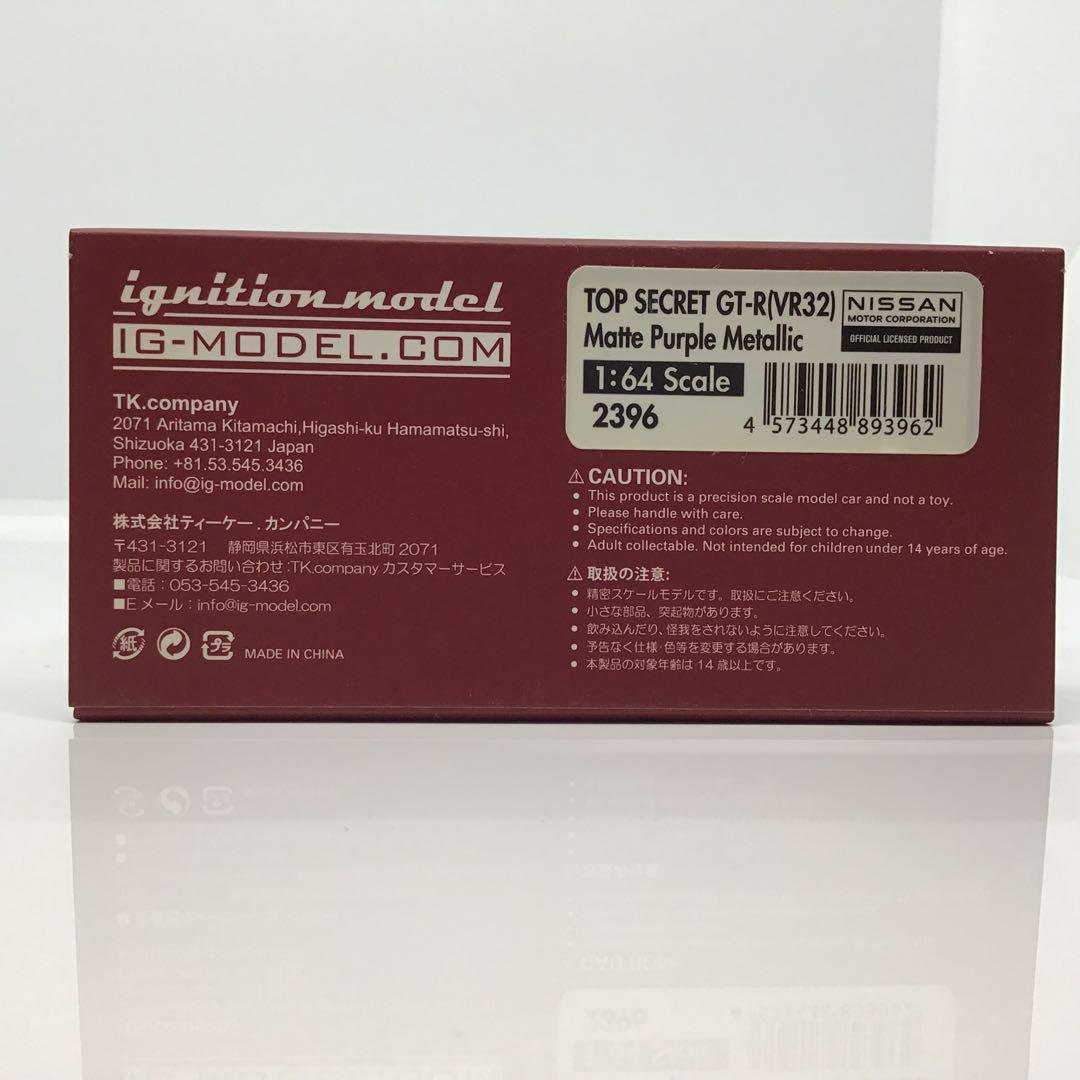 ignition model
IG-MODEL.COM
TK.company
2071 Aritama Kitamachi,Higashi-ku Hamamatsu-shi,
Shizuoka 431-3121 Japan
Phone: +81.53.545.3436
Mail: info@ig-model.com
株式会社ティーケー.カンパニー
〒431-3121 静岡県浜松市東区有玉北町2071
製品に関するお問い合わせ:TK.company カスタマーサービス
■電話:053-545-3436
■Eメール:info@ig-model.com
紙
プラ
MADE IN CHINA
TOP SECRET GT-R(VR32)
Matte Purple Metallic
NISSAN
MOTOR CORPORATION
OFFICIAL LICENSED PRODUCT
1:64 Scale
2396
4 573448 893962
⚠ CAUTION:
• This product is a precision scale model car and not a toy.
• Please handle with care.
• Specifications and colors are subject to change.
• Adult collectable. Not intended for children under 14 years of age.
⚠ 取扱の注意:
• 精密スケールモデルです。取扱にご注意ください。
• 小さな部品、突起物があります。
• 飲み込んだり、怪我をされないように注意してください。
• 予告なく仕様・色等を変更する場合があります。
• 本製品の対象年齢は14歳以上です。